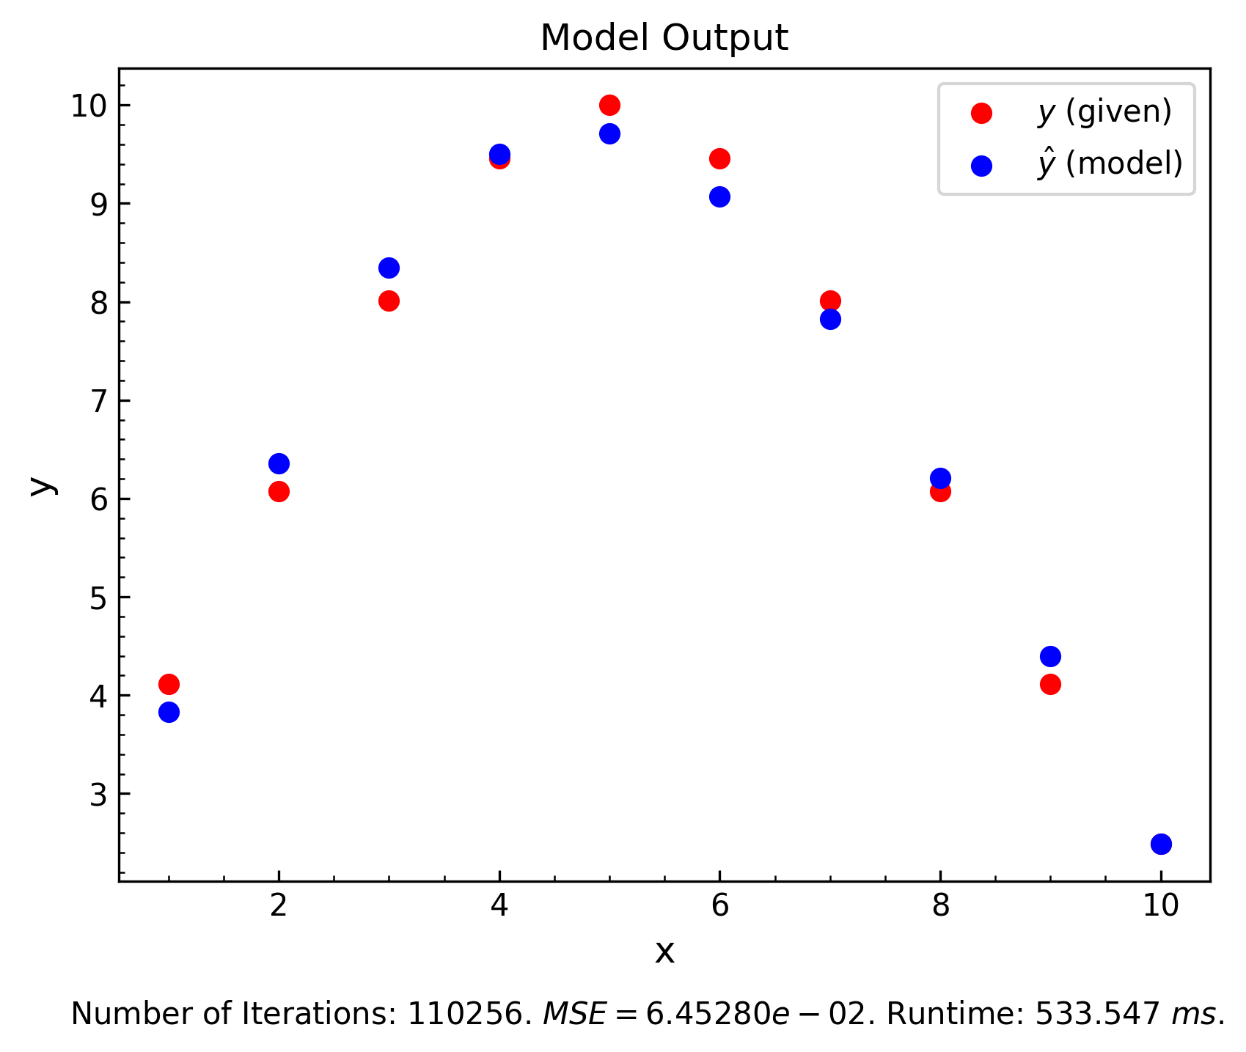 Model Output
y (given)
ŷ (model)
10
9
8
7
6
5
4
3
y
2 4 6 8 10
x
Number of Iterations: 110256. MSE = 6.45280e − 02. Runtime: 533.547 ms.